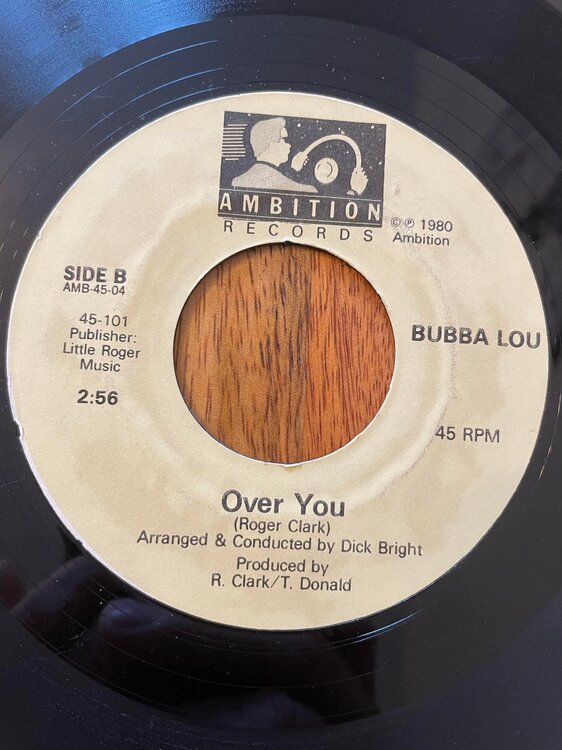 AMBITION
RECORDS
© ℗ 1980
Ambition
SIDE B
AMB-45-04
45-101
Publisher:
Little Roger
Music
2:56
BUBBA LOU
45 RPM
Over You
(Roger Clark)
Arranged & Conducted by Dick Bright
Produced by
R. Clark/T. Donald